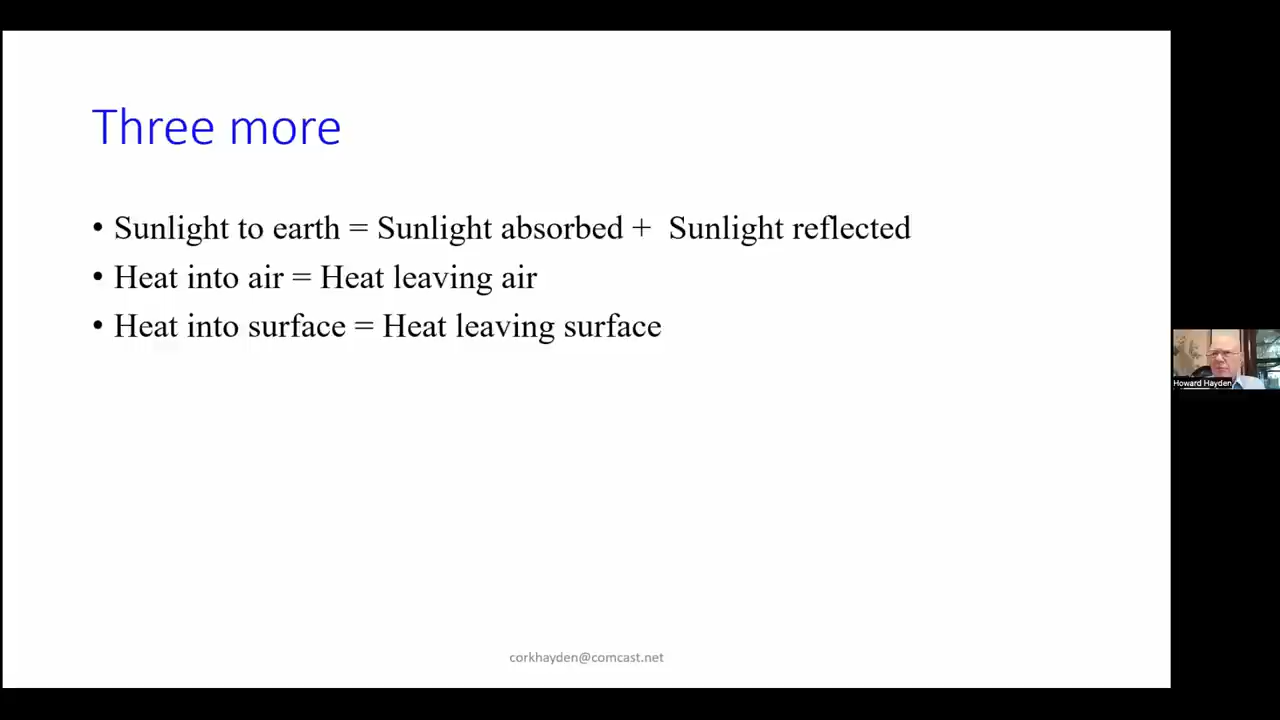 Three more
• Sunlight to earth = Sunlight absorbed +  Sunlight reflected
• Heat into air = Heat leaving air
• Heat into surface = Heat leaving surface
Howard Hayden
corkhayden@comcast.net